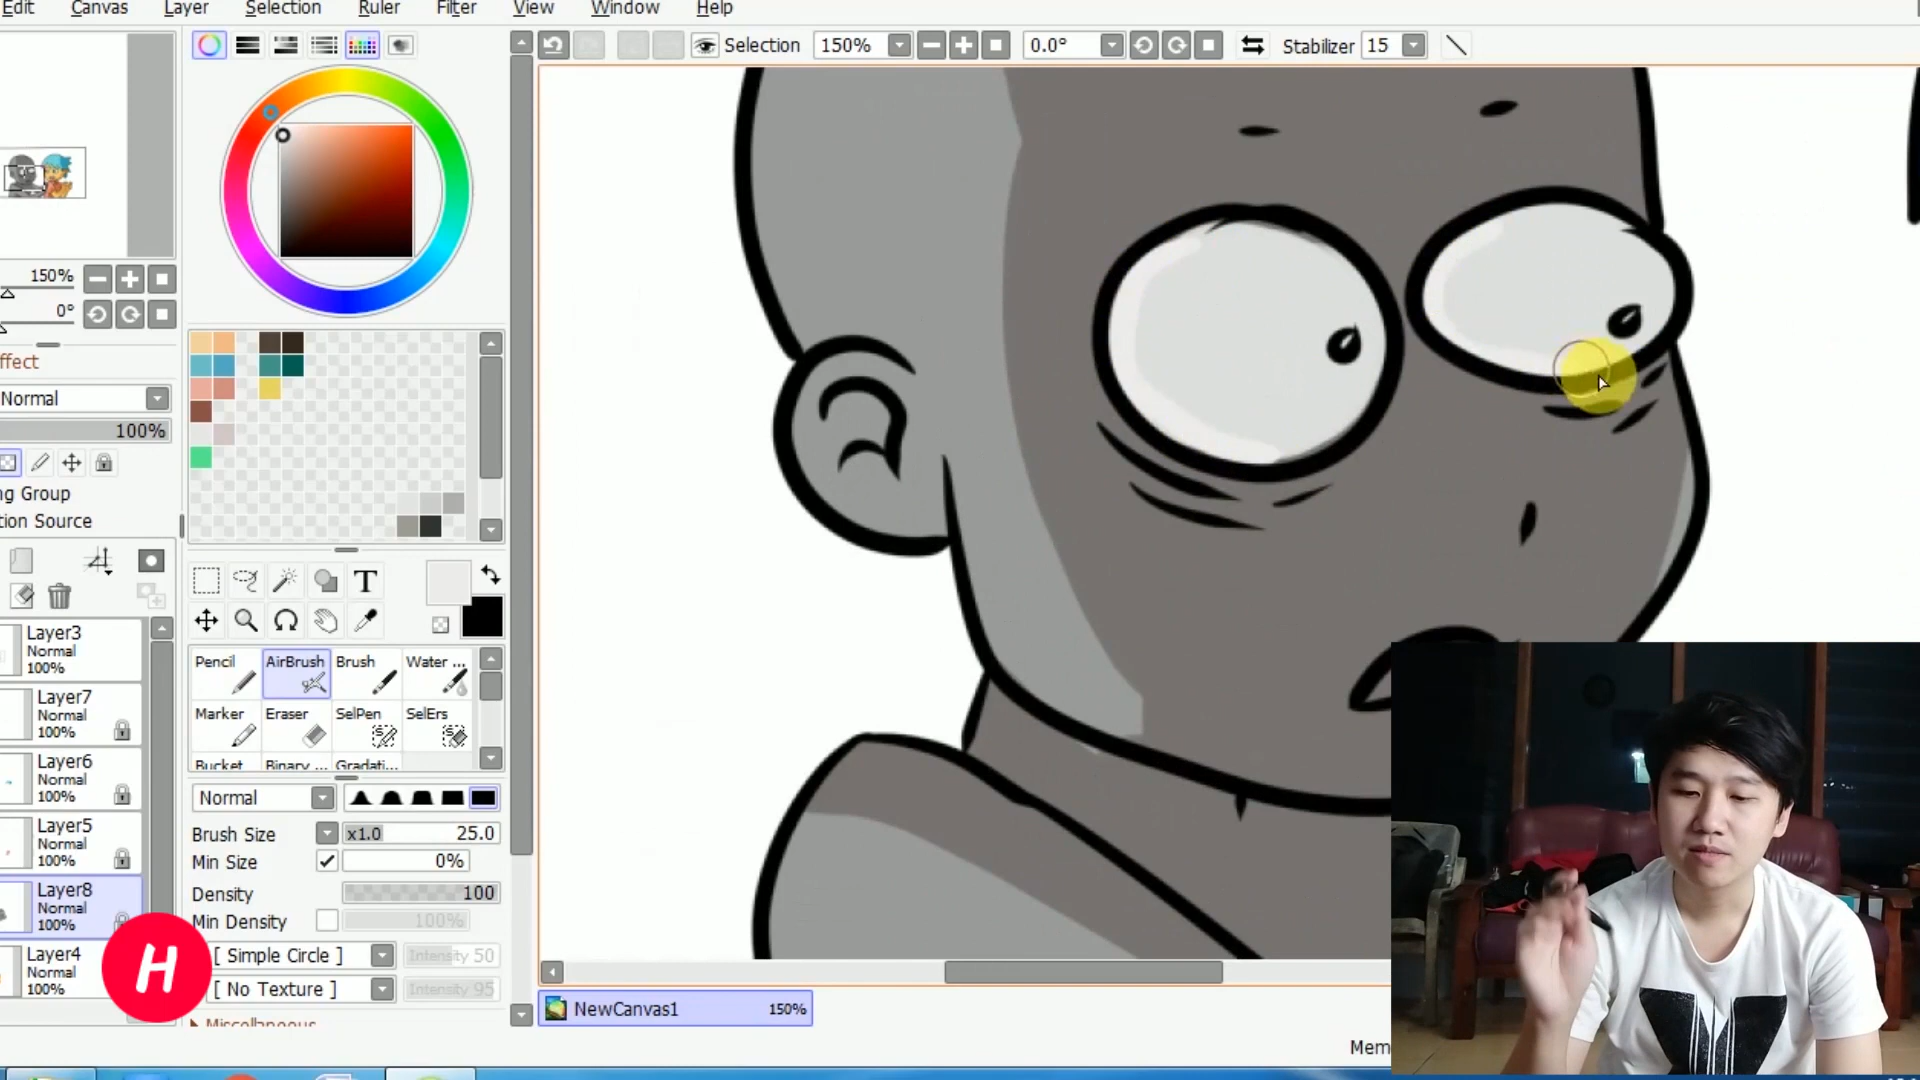 Edit Canvas Layer Selection Ruler Filter View Window Help
Selection 150% 0.0° Stabilizer 15
150%
0°
ffect
Normal
100%
ng Group
tion Source
Layer3
Normal
100%
Layer7
Normal
100%
Layer6
Normal
100%
Layer5
Normal
100%
Layer8
Normal
100%
Layer4
Normal
100%
H
T
Pencil AirBrush Brush Water ...
Marker Eraser SelPen SelErs
Bucket Binary ... Gradati...
Normal
Brush Size x1.0 25.0
Min Size 0%
Density 100
Min Density 100%
[ Simple Circle ] Intensity 50
[ No Texture ] Intensity 95
Miscellaneous
NewCanvas1 150%
Mem